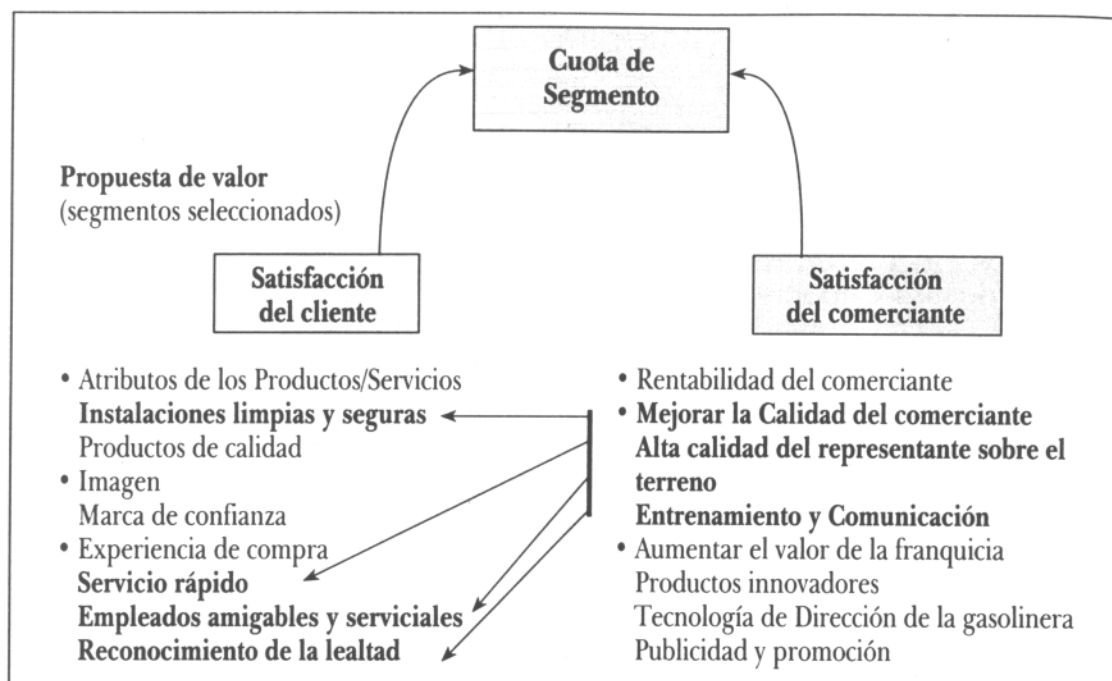 Cuota de
Segmento
Propuesta de valor
(segmentos seleccionados)
Satisfacción
del cliente
Satisfacción
del comerciante
• Atributos de los Productos/Servicios
Instalaciones limpias y seguras
Productos de calidad
• Imagen
Marca de confianza
• Experiencia de compra
Servicio rápido
Empleados amigables y serviciales
Reconocimiento de la lealtad
• Rentabilidad del comerciante
• Mejorar la Calidad del comerciante
Alta calidad del representante sobre el
terreno
Entrenamiento y Comunicación
• Aumentar el valor de la franquicia
Productos innovadores
Tecnología de Dirección de la gasolinera
Publicidad y promoción